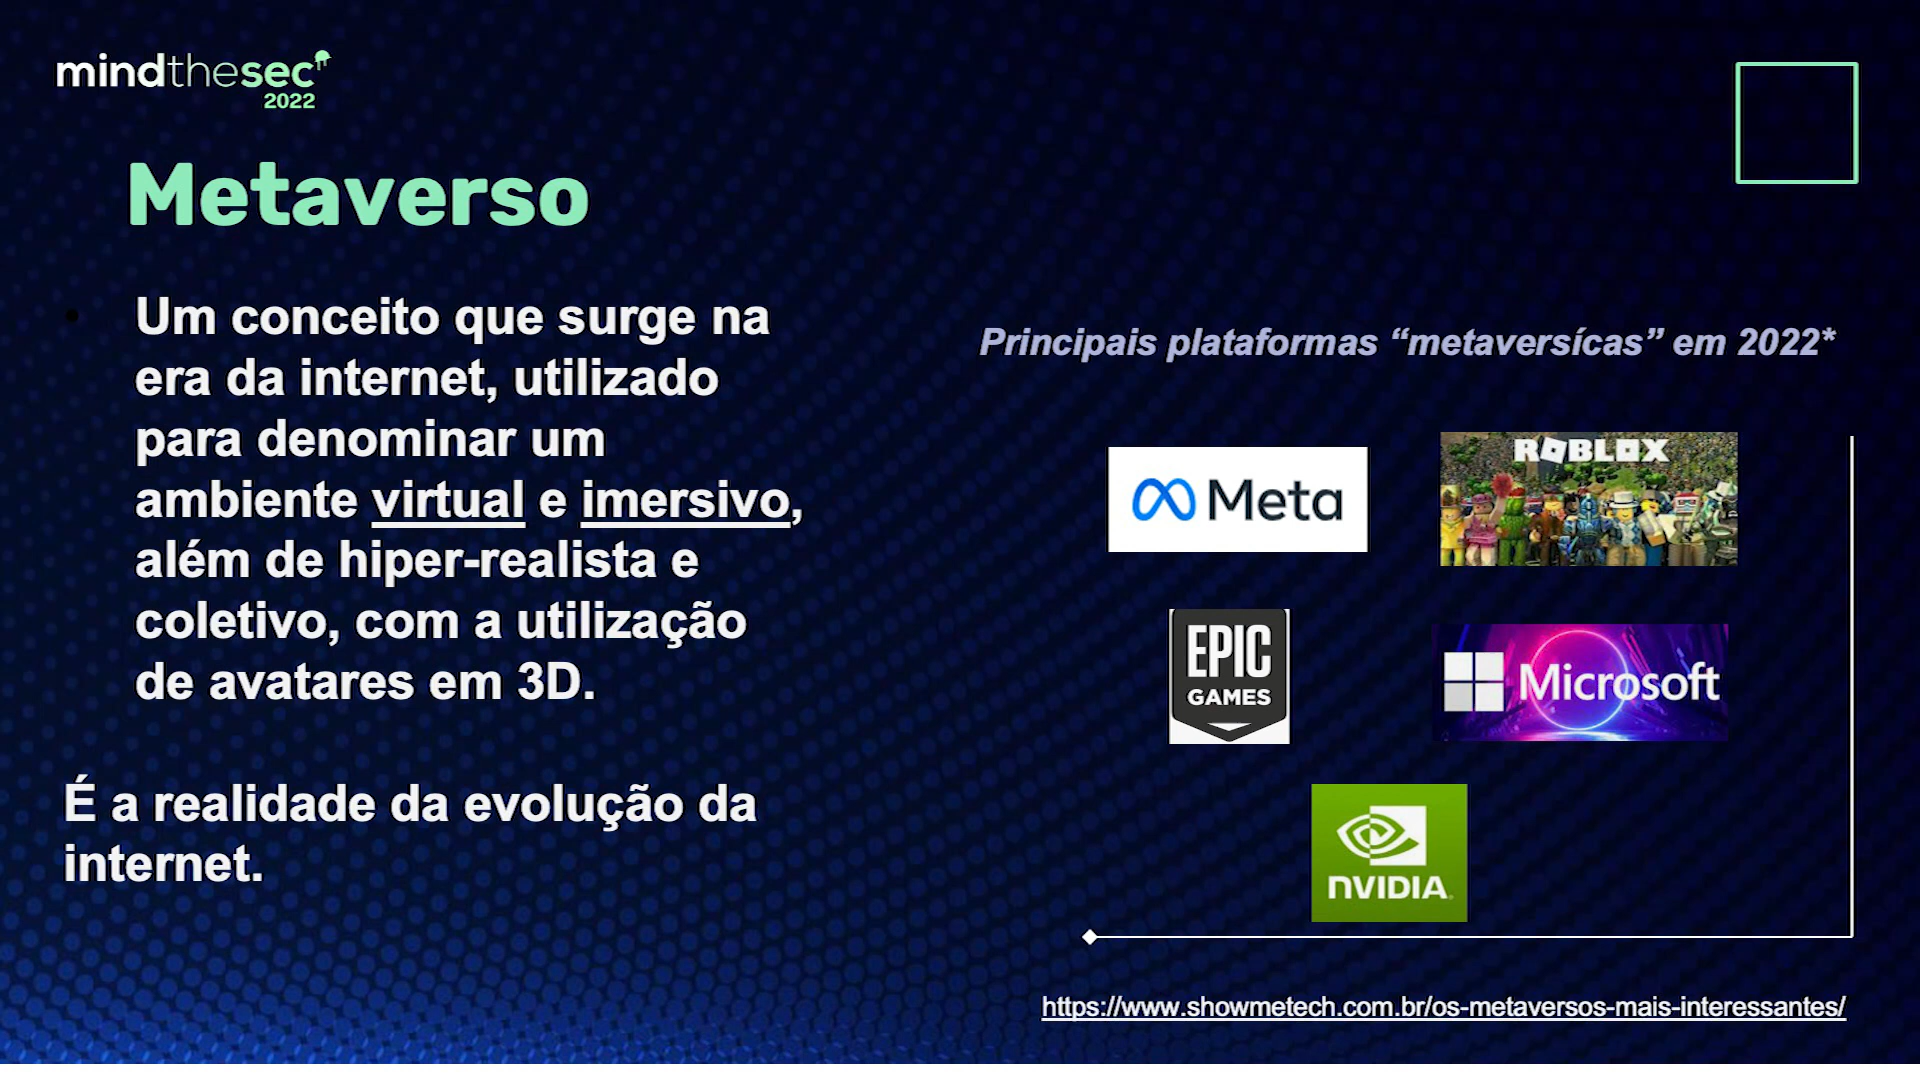 mindthesec
2022
Metaverso
Um conceito que surge na
era da internet, utilizado
para denominar um
ambiente virtual e imersivo,
além de hiper-realista e
coletivo, com a utilização
de avatares em 3D.
É a realidade da evolução da
internet.
Principais plataformas “metaversícas” em 2022*
Meta
ROBLOX
EPIC
GAMES
Microsoft
NVIDIA
https://www.showmetech.com.br/os-metaversos-mais-interessantes/